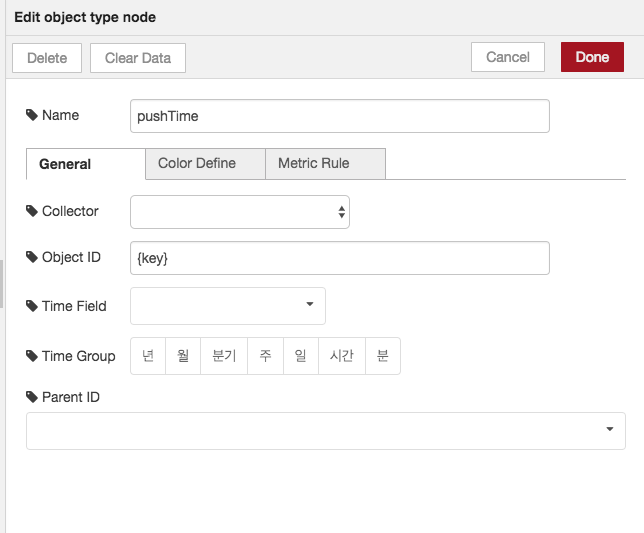 Edit object type node
Delete Clear Data Cancel Done
Name pushTime
General Color Define Metric Rule
Collector
Object ID {key}
Time Field
Time Group 년 월 분기 주 일 시간 분
Parent ID